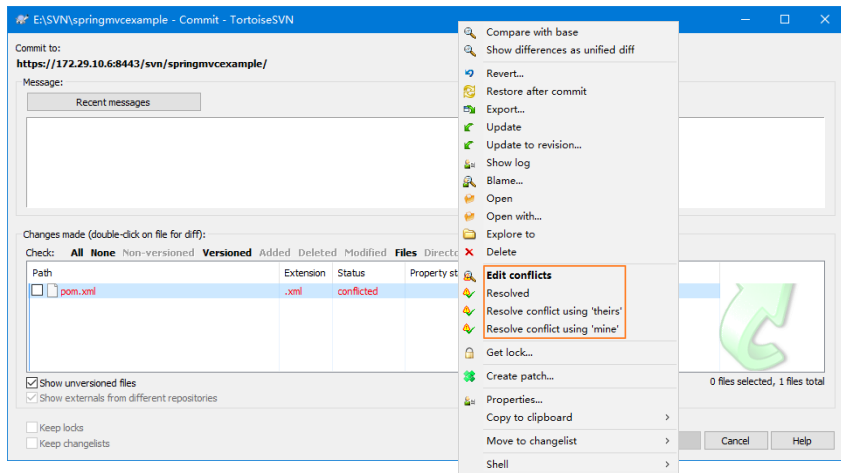 E:\SVN\springmvcexample - Commit - TortoiseSVN
Commit to:
https://172.29.10.6:8443/svn/springmvcexample/
Message:
Recent messages
Changes made (double-click on file for diff):
Check: All None Non-versioned Versioned Added Deleted Modified Files
Path Extension Status Property
pom.xml .xml conflicted
Show unversioned files
Show externals from different repositories
0 files selected, 1 files total
Keep locks
Keep changelists
Cancel Help
Compare with base
Show differences as unified diff
Revert...
Restore after commit
Export...
Update
Update to revision...
Show log
Blame...
Open
Open with...
Explore to
Delete
Edit conflicts
Resolved
Resolve conflict using 'theirs'
Resolve conflict using 'mine'
Get lock...
Create patch...
Properties...
Copy to clipboard
Move to changelist
Shell